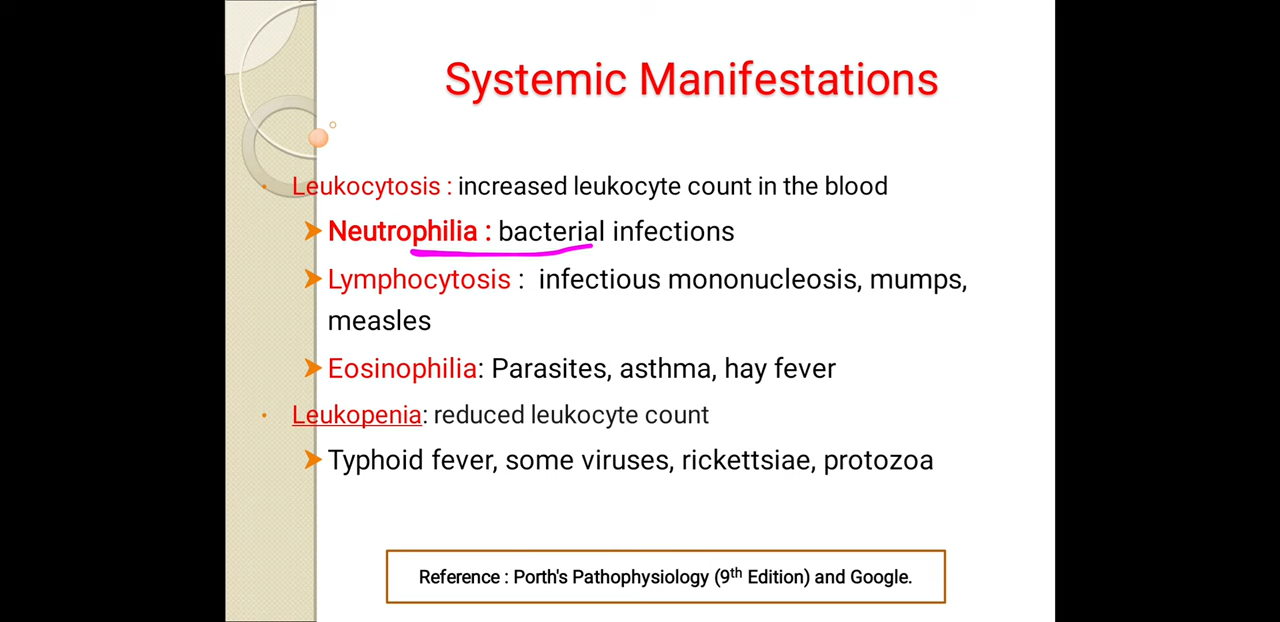 Systemic Manifestations
• Leukocytosis : increased leukocyte count in the blood
➤ Neutrophilia : bacterial infections
➤ Lymphocytosis : infectious mononucleosis, mumps,
measles
➤ Eosinophilia: Parasites, asthma, hay fever
• Leukopenia: reduced leukocyte count
➤ Typhoid fever, some viruses, rickettsiae, protozoa
Reference : Porth's Pathophysiology (9th Edition) and Google.